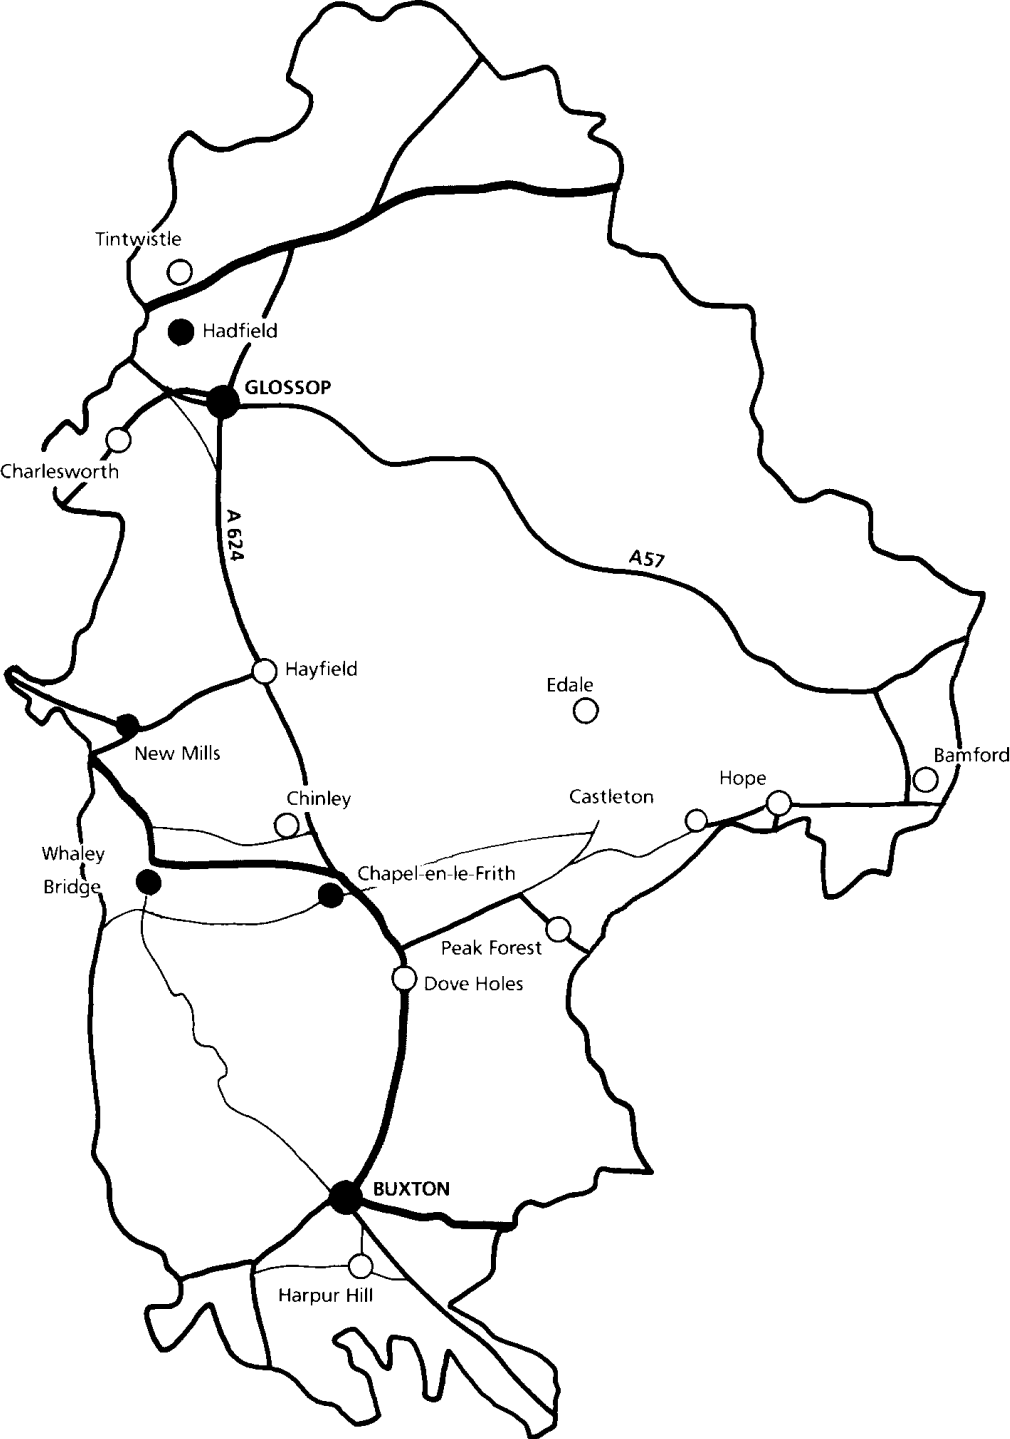 Tintwistle
Hadfield
GLOSSOP
Charlesworth
A 624
A57
Hayfield
Edale
New Mills
Bamford
Hope
Chinley
Castleton
Whaley
Bridge
Chapel-en-le-Frith
Peak Forest
Dove Holes
BUXTON
Harpur Hill